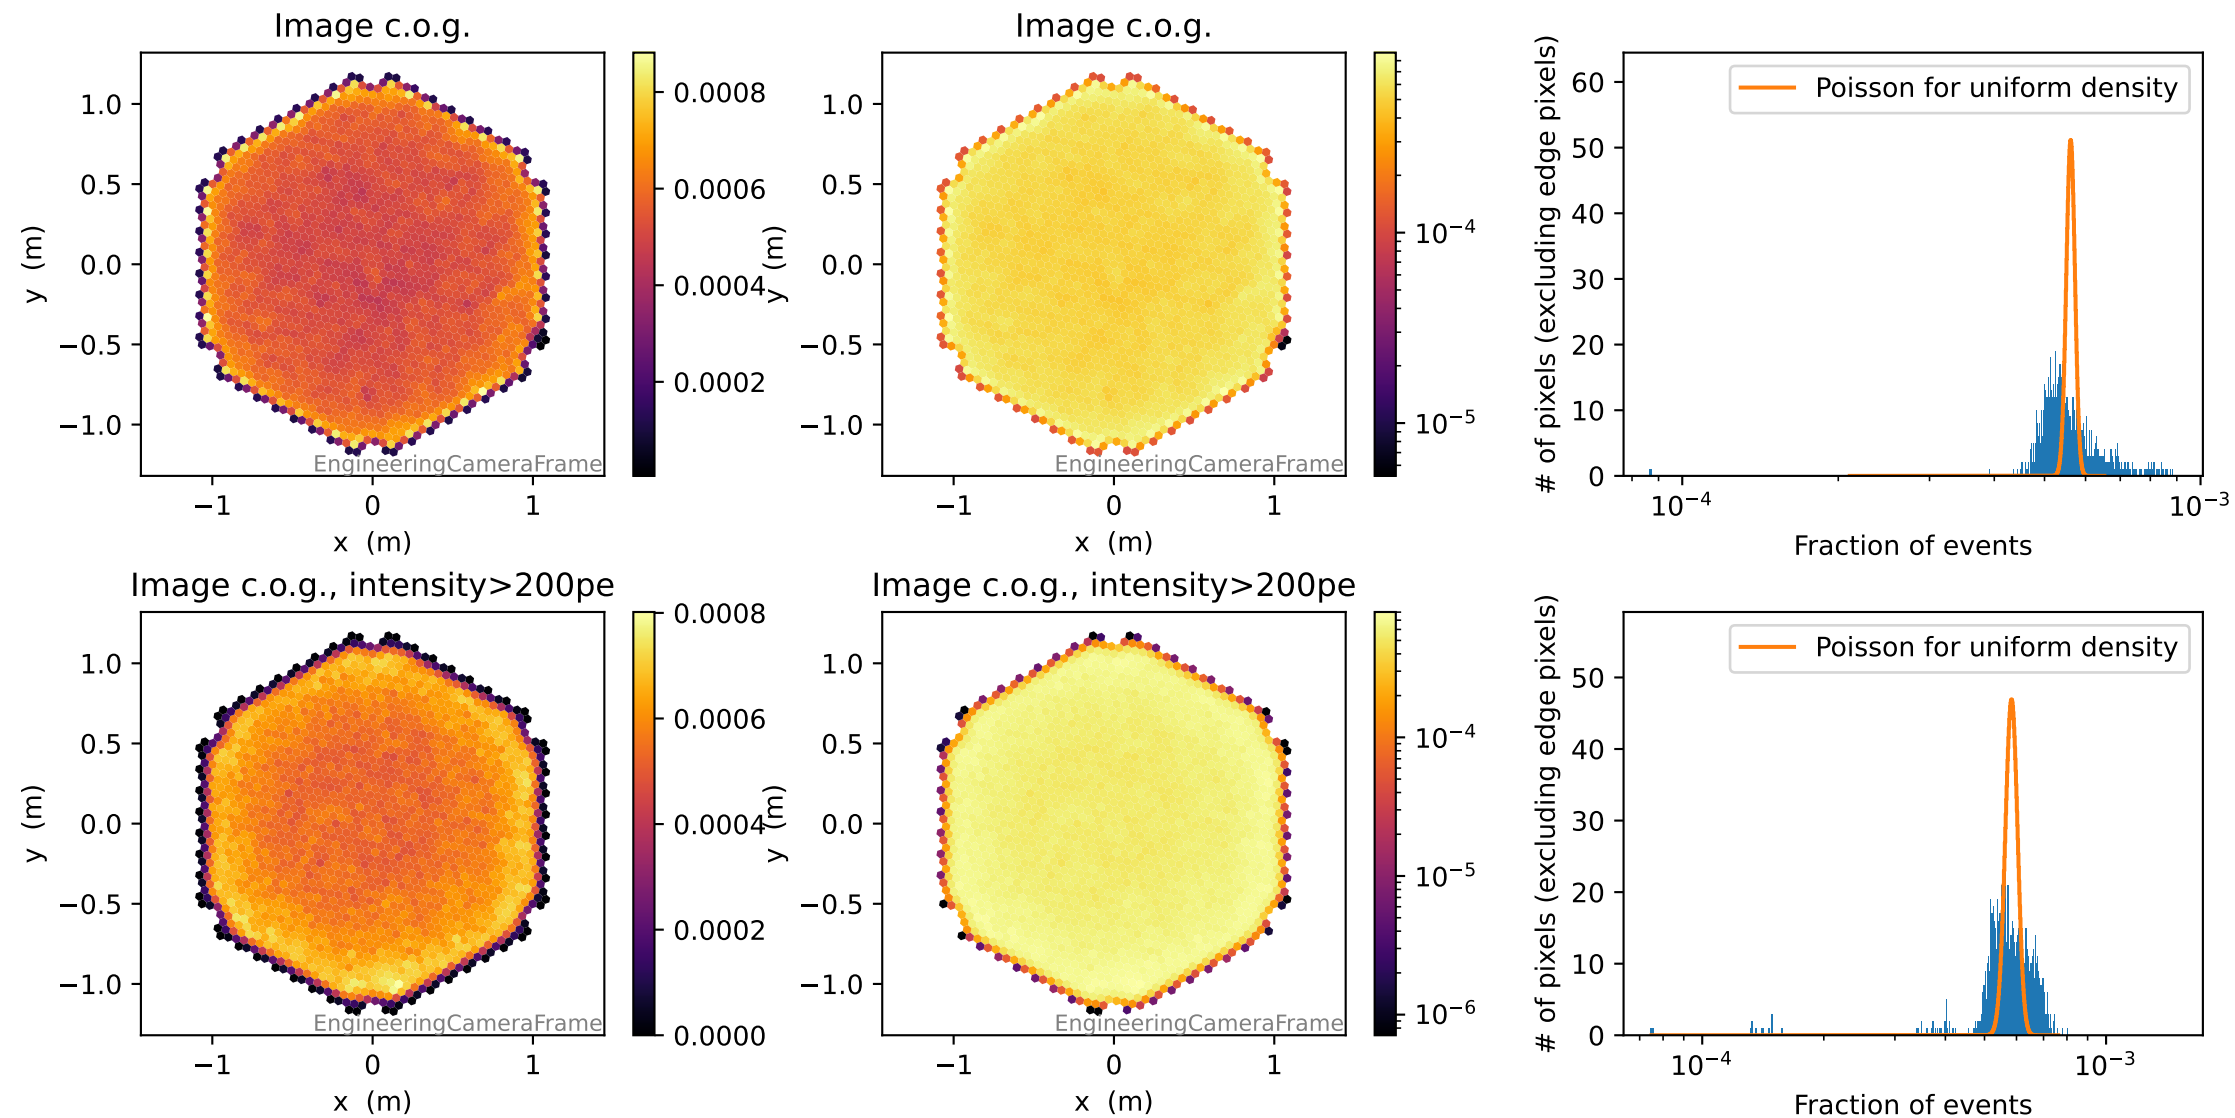 Image c.o.g.
1.0
0.5
0.0
−0.5
−1.0
y (m)
−1
0
1
x (m)
EngineeringCameraFrame
0.0008
0.0006
0.0004
0.0002
Image c.o.g.
1.0
0.5
0.0
−0.5
−1.0
y (m)
−1
0
1
x (m)
EngineeringCameraFrame
10⁻⁴
10⁻⁵
# of pixels (excluding edge pixels)
60
50
40
30
20
10
0
Poisson for uniform density
10⁻⁴
10⁻³
Fraction of events
Image c.o.g., intensity>200pe
1.0
0.5
0.0
−0.5
−1.0
y (m)
−1
0
1
x (m)
EngineeringCameraFrame
0.0008
0.0006
0.0004
0.0002
0.0000
Image c.o.g., intensity>200pe
1.0
0.5
0.0
−0.5
−1.0
y (m)
−1
0
1
x (m)
EngineeringCameraFrame
10⁻⁴
10⁻⁵
10⁻⁶
# of pixels (excluding edge pixels)
50
40
30
20
10
0
Poisson for uniform density
10⁻⁴
10⁻³
Fraction of events